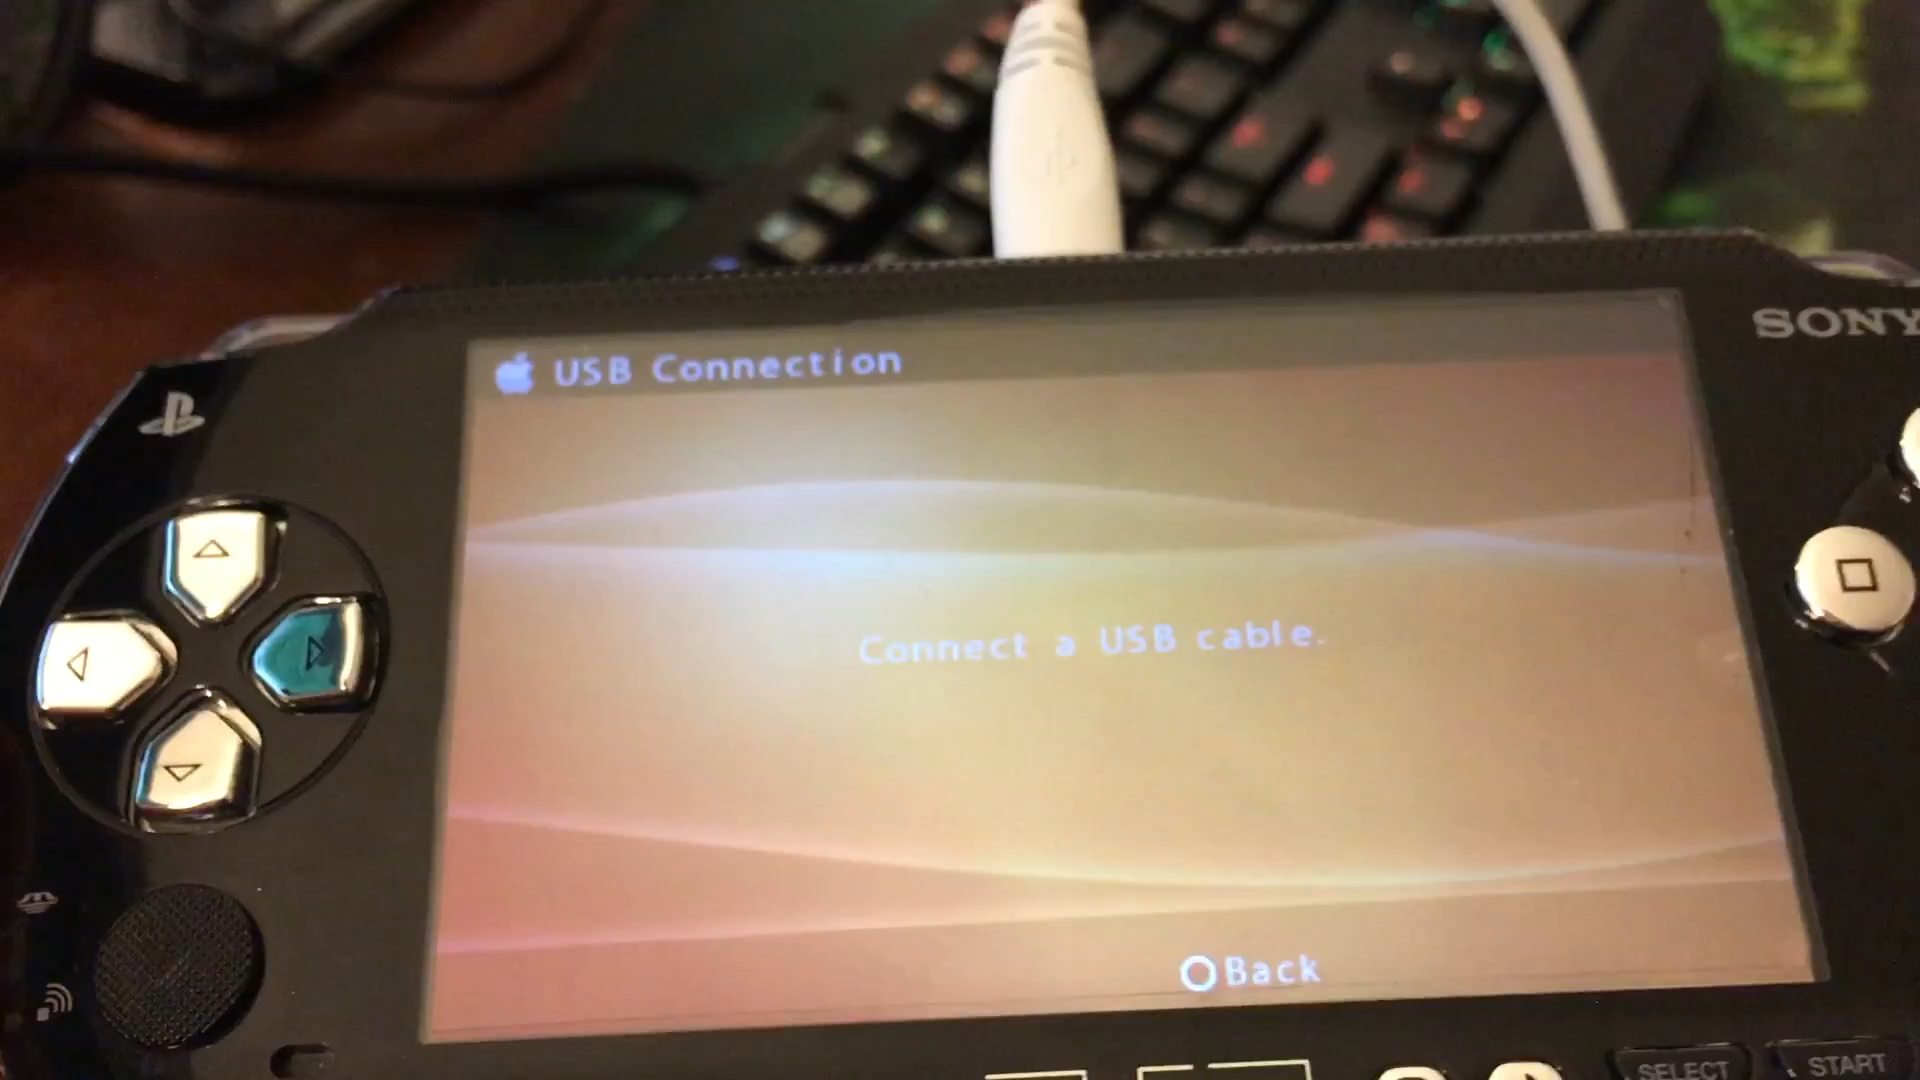 USB Connection
SONY
Connect a USB cable.
Back
SELECT
START